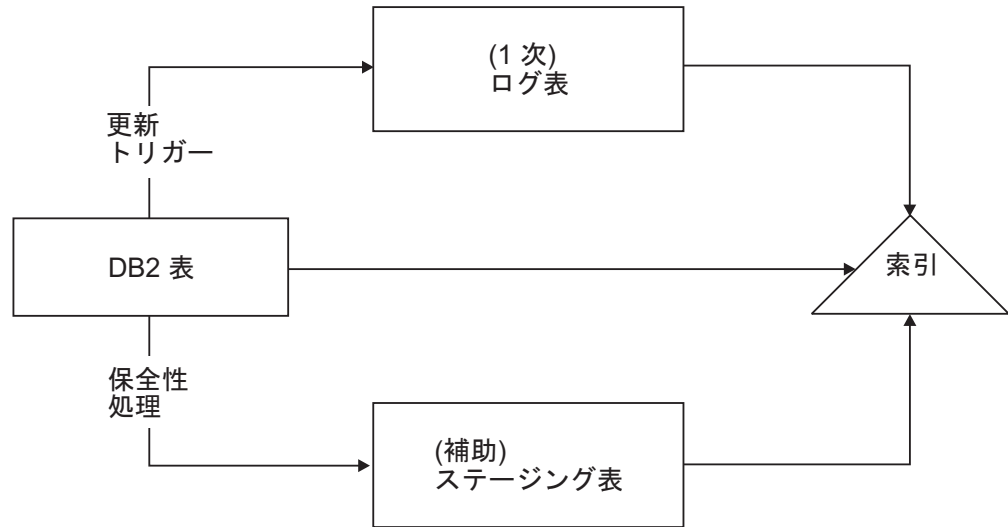 (1 次)
ログ表
更新
トリガー
DB2 表
索引
保全性
処理
(補助)
ステージング表